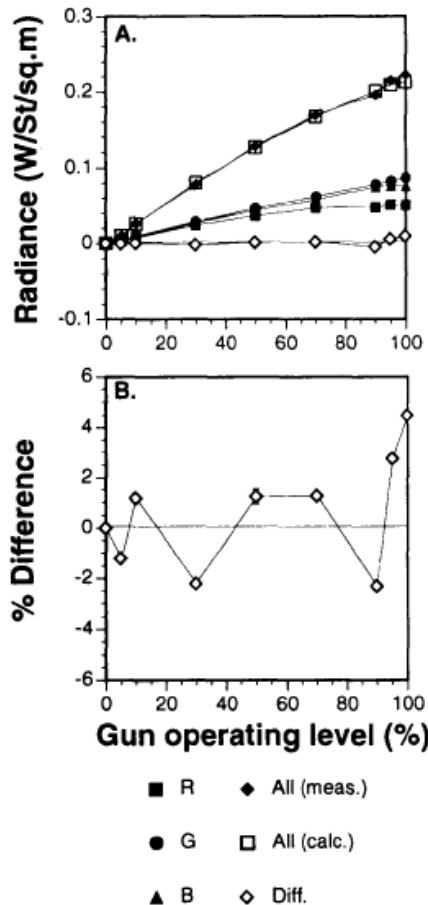 A.
Radiance (W/St/sq.m)
0.3
0.2
0.1
0
-0.1
0 20 40 60 80 100
B.
% Difference
6
4
2
0
-2
-4
-6
0 20 40 60 80 100
Gun operating level (%)
R All (meas.)
G All (calc.)
B Diff.